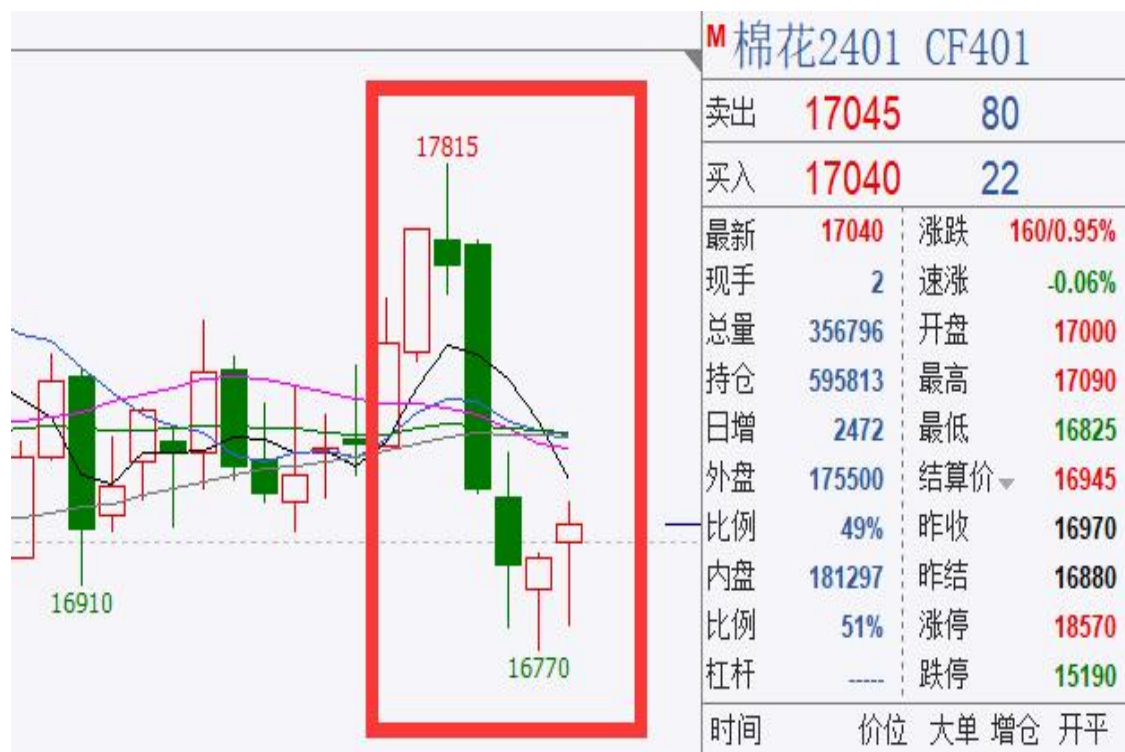 M 棉花2401 CF401
卖出 17045 80
买入 17040 22
最新 17040 涨跌 160/0.95%
现手 2 速涨 -0.06%
总量 356796 开盘 17000
持仓 595813 最高 17090
日增 2472 最低 16825
外盘 175500 结算价 16945
比例 49% 昨收 16970
内盘 181297 昨结 16880
比例 51% 涨停 18570
杠杆 ----- 跌停 15190
时间 价位 大单 增仓 开平
17815
16910
16770